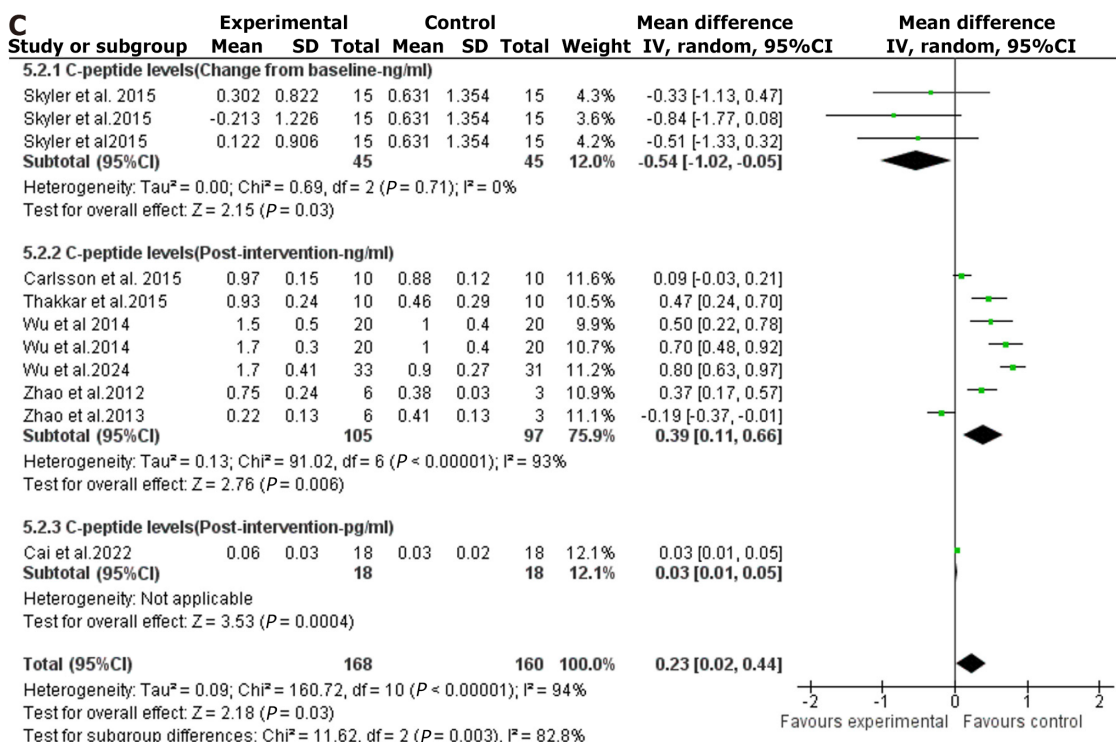 C
Experimental Control Mean difference Mean difference
Study or subgroup Mean SD Total Mean SD Total Weight IV, random, 95%CI IV, random, 95%CI
5.2.1 C-peptide levels(Change from baseline-ng/ml)
Skyler et al. 2015 0.302 0.822 15 0.631 1.354 15 4.3% -0.33 [-1.13, 0.47]
Skyler et al.2015 -0.213 1.226 15 0.631 1.354 15 3.6% -0.84 [-1.77, 0.08]
Skyler et al2015 0.122 0.906 15 0.631 1.354 15 4.2% -0.51 [-1.33, 0.32]
Subtotal (95%CI) 45 45 12.0% -0.54 [-1.02, -0.05]
Heterogeneity: Tau² = 0.00; Chi² = 0.69, df = 2 (P = 0.71); I² = 0%
Test for overall effect: Z = 2.15 (P = 0.03)
5.2.2 C-peptide levels(Post-intervention-ng/ml)
Carlsson et al. 2015 0.97 0.15 10 0.88 0.12 10 11.6% 0.09 [-0.03, 0.21]
Thakkar et al.2015 0.93 0.24 10 0.46 0.29 10 10.5% 0.47 [0.24, 0.70]
Wu et al 2014 1.5 0.5 20 1 0.4 20 9.9% 0.50 [0.22, 0.78]
Wu et al.2014 1.7 0.3 20 1 0.4 20 10.7% 0.70 [0.48, 0.92]
Wu et al.2024 1.7 0.41 33 0.9 0.27 31 11.2% 0.80 [0.63, 0.97]
Zhao et al.2012 0.75 0.24 6 0.38 0.03 3 10.9% 0.37 [0.17, 0.57]
Zhao et al.2013 0.22 0.13 6 0.41 0.13 3 11.1% -0.19 [-0.37, -0.01]
Subtotal (95%CI) 105 97 75.9% 0.39 [0.11, 0.66]
Heterogeneity: Tau² = 0.13; Chi² = 91.02, df = 6 (P < 0.00001); I² = 93%
Test for overall effect: Z = 2.76 (P = 0.006)
5.2.3 C-peptide levels(Post-intervention-pg/ml)
Cai et al.2022 0.06 0.03 18 0.03 0.02 18 12.1% 0.03 [0.01, 0.05]
Subtotal (95%CI) 18 18 12.1% 0.03 [0.01, 0.05]
Heterogeneity: Not applicable
Test for overall effect: Z = 3.53 (P = 0.0004)
Total (95%CI) 168 160 100.0% 0.23 [0.02, 0.44]
Heterogeneity: Tau² = 0.09; Chi² = 160.72, df = 10 (P < 0.00001); I² = 94%
Test for overall effect: Z = 2.18 (P = 0.03)
Test for subgroup differences: Chi² = 11.62, df = 2 (P = 0.003), I² = 82.8%
-2 -1 0 1 2
Favours experimental Favours control